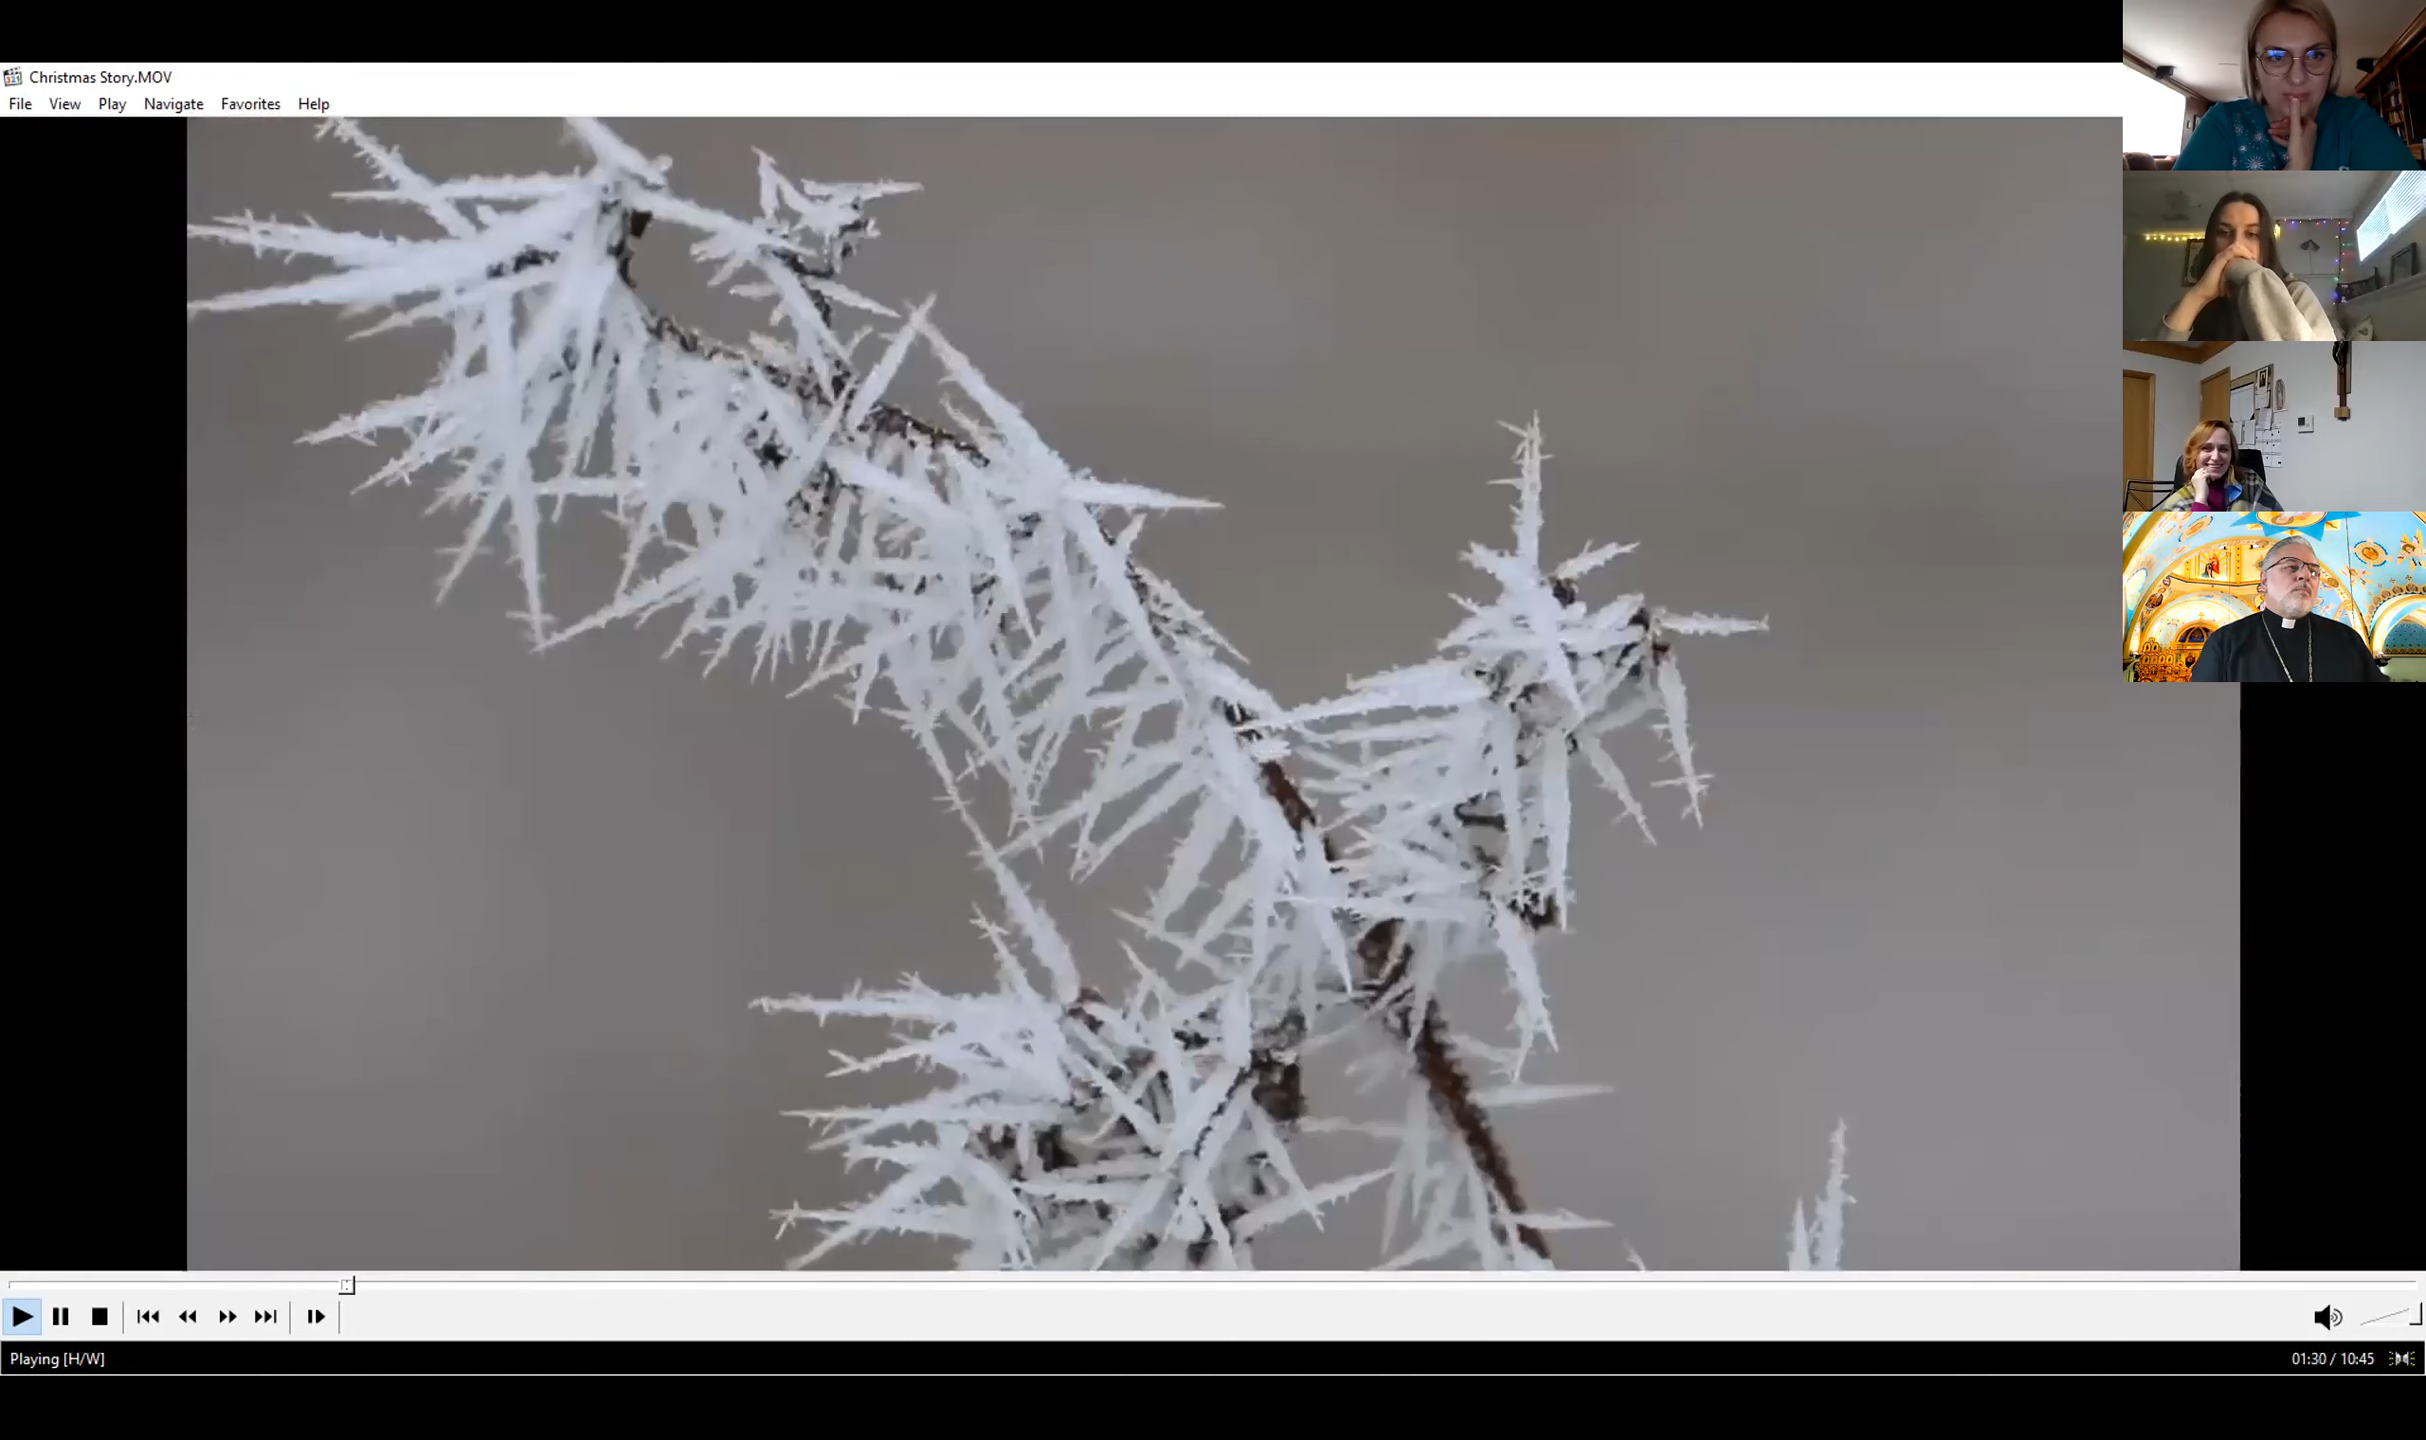 Christmas Story.MOV
File View Play Navigate Favorites Help
Playing [H/W]
01:30 / 10:45